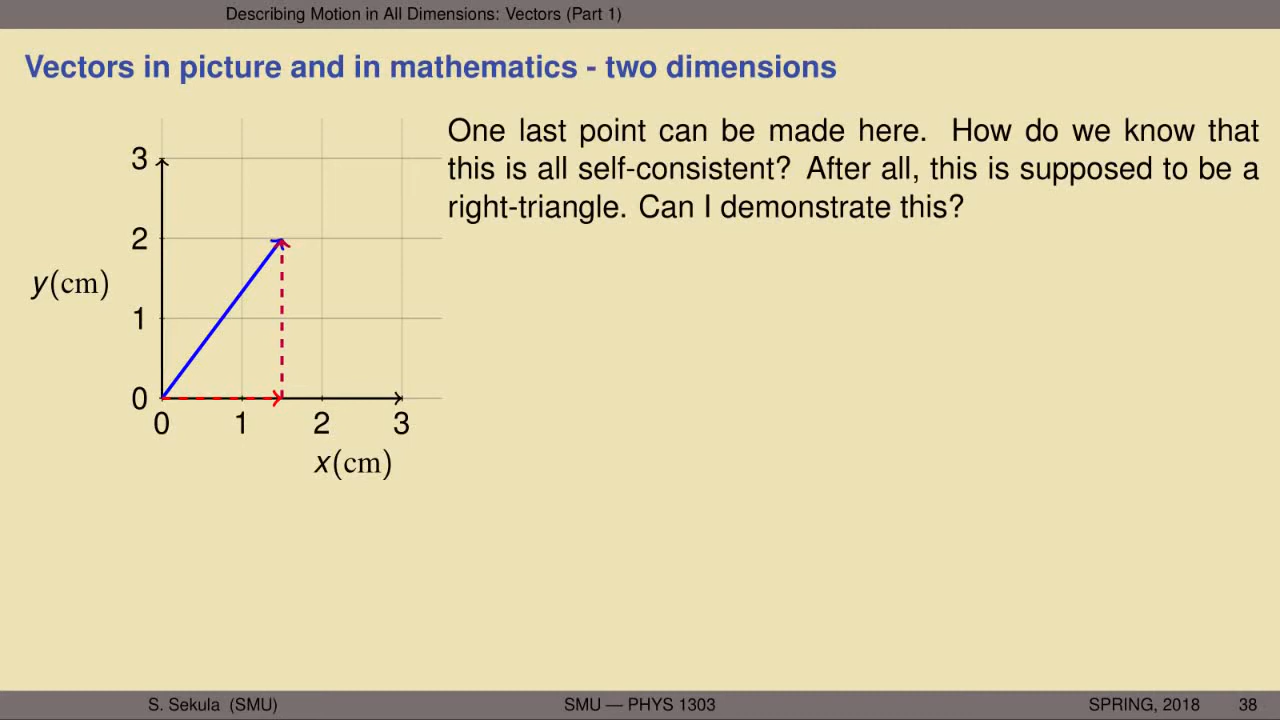 Describing Motion in All Dimensions: Vectors (Part 1)
Vectors in picture and in mathematics - two dimensions
One last point can be made here. How do we know that
this is all self-consistent? After all, this is supposed to be a
right-triangle. Can I demonstrate this?
3
2
y(cm)
1
0
0 1 2 3
x(cm)
S. Sekula (SMU) SMU — PHYS 1303 SPRING, 2018 38